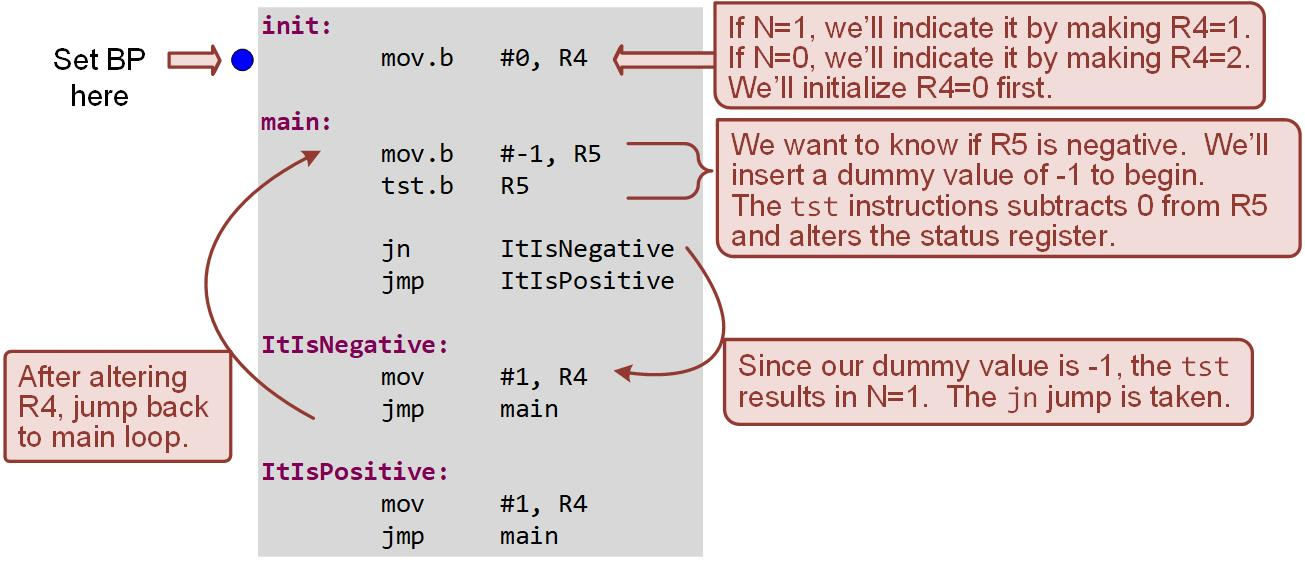 Set BP
here
init:
mov.b #0, R4
main:
mov.b #-1, R5
tst.b R5
jn ItIsNegative
jmp ItIsPositive
ItIsNegative:
mov #1, R4
jmp main
ItIsPositive:
mov #1, R4
jmp main
If N=1, we'll indicate it by making R4=1.
If N=0, we'll indicate it by making R4=2.
We'll initialize R4=0 first.
We want to know if R5 is negative. We'll
insert a dummy value of -1 to begin.
The tst instructions subtracts 0 from R5
and alters the status register.
Since our dummy value is -1, the tst
results in N=1. The jn jump is taken.
After altering
R4, jump back
to main loop.